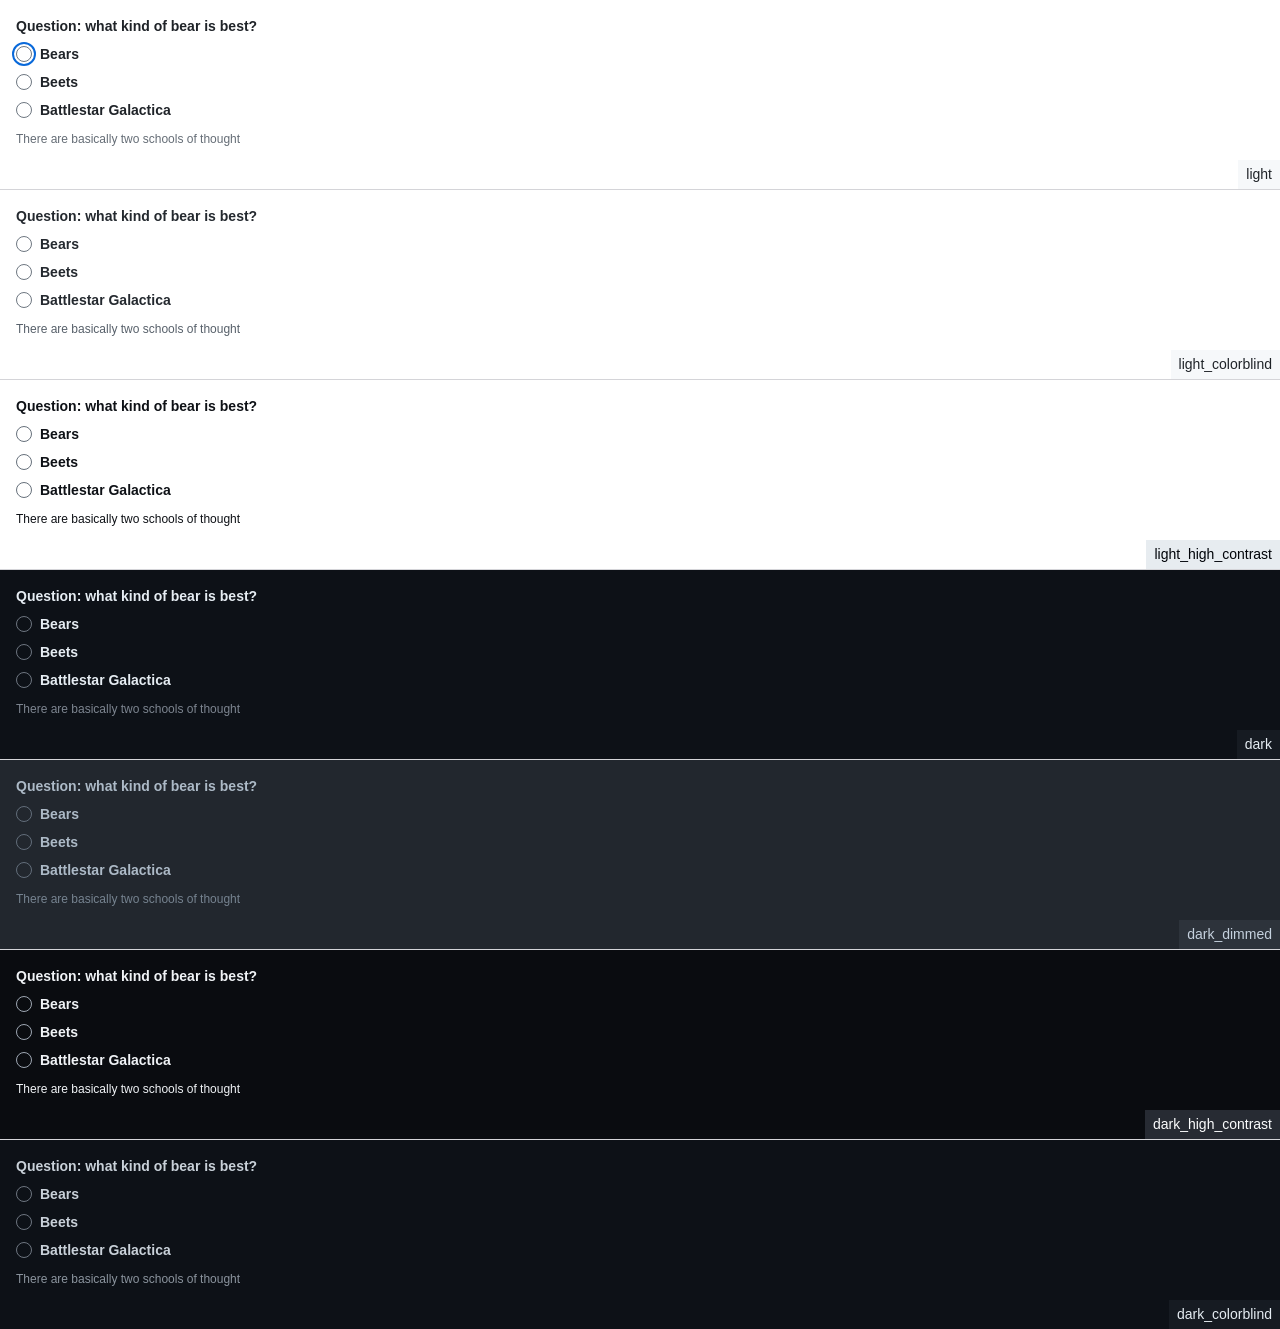 Question: what kind of bear is best?
Bears
Beets
Battlestar Galactica
There are basically two schools of thought
light
Question: what kind of bear is best?
Bears
Beets
Battlestar Galactica
There are basically two schools of thought
light_colorblind
Question: what kind of bear is best?
Bears
Beets
Battlestar Galactica
There are basically two schools of thought
light_high_contrast
Question: what kind of bear is best?
Bears
Beets
Battlestar Galactica
There are basically two schools of thought
dark
Question: what kind of bear is best?
Bears
Beets
Battlestar Galactica
There are basically two schools of thought
dark_dimmed
Question: what kind of bear is best?
Bears
Beets
Battlestar Galactica
There are basically two schools of thought
dark_high_contrast
Question: what kind of bear is best?
Bears
Beets
Battlestar Galactica
There are basically two schools of thought
dark_colorblind